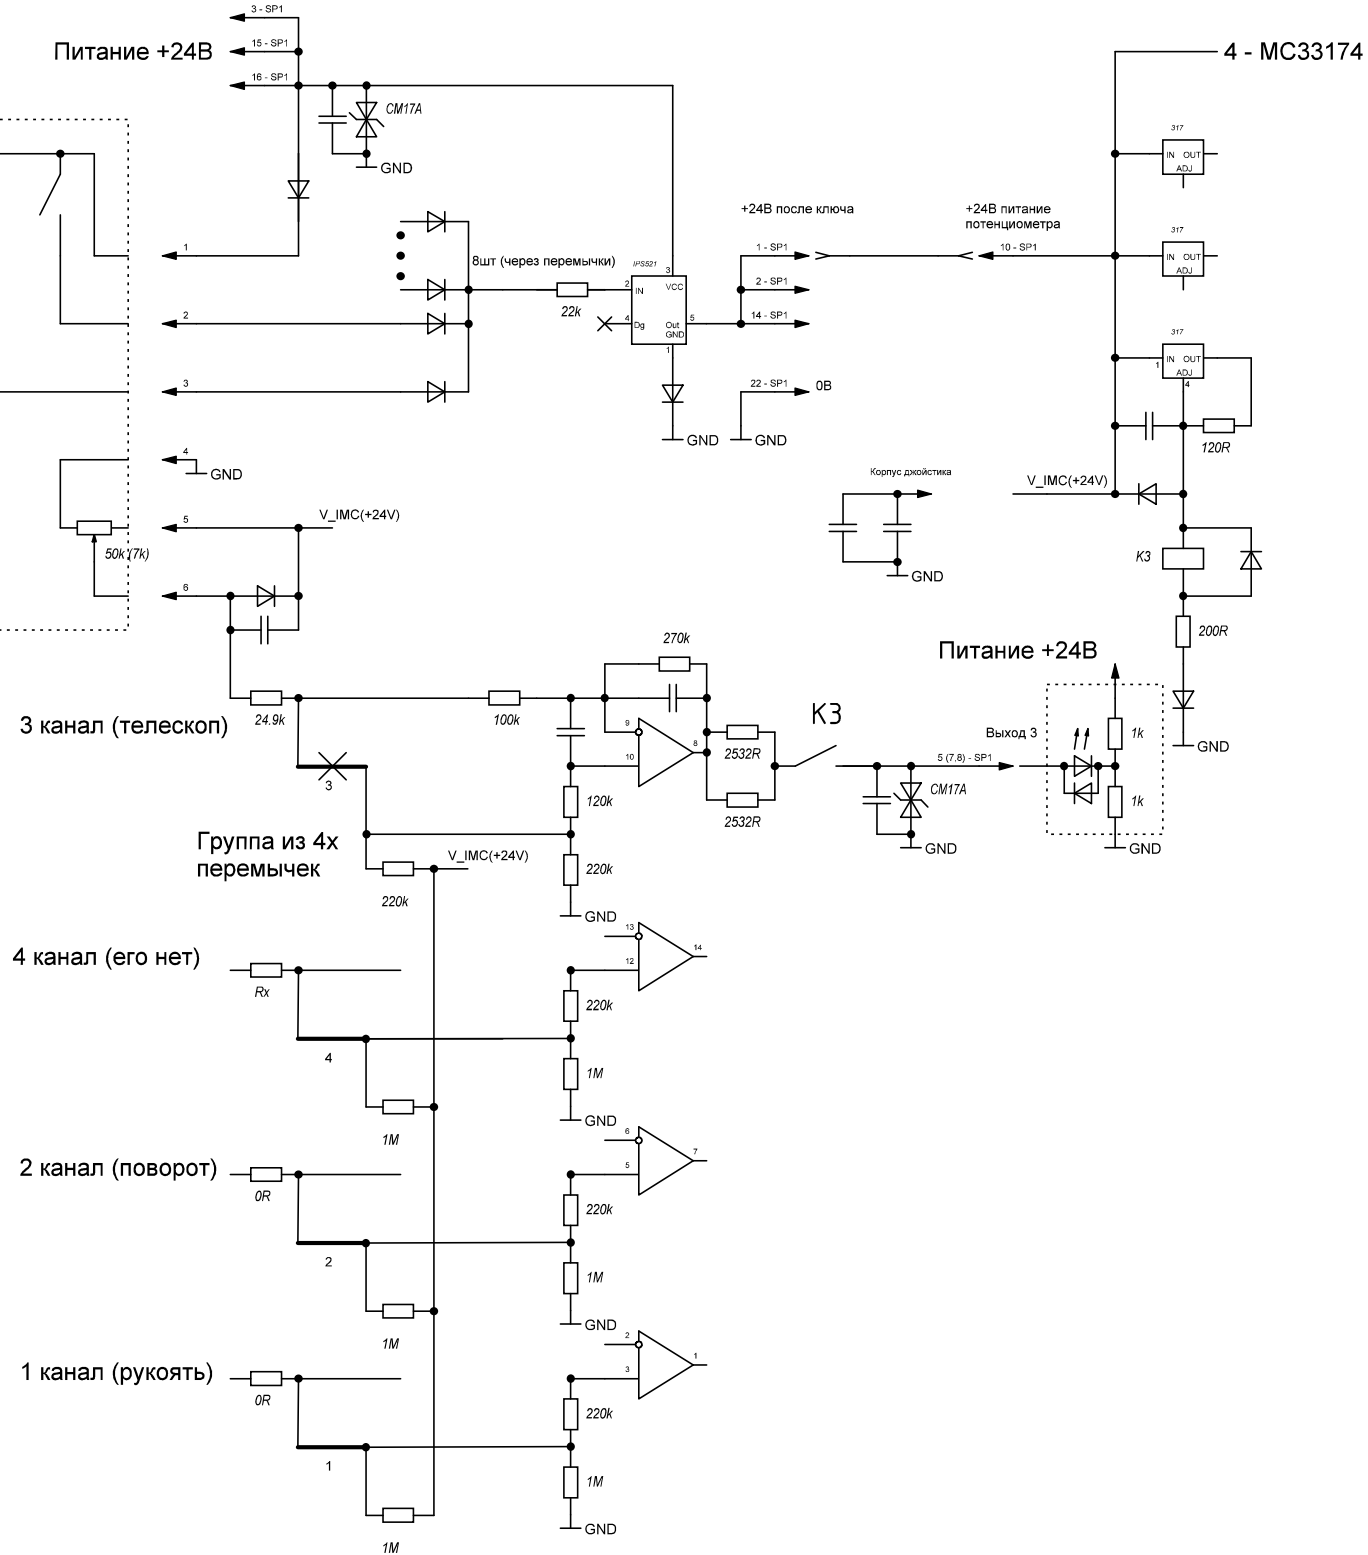 3 - SP1
Питание +24В
15 - SP1
4 - MC33174
16 - SP1
CM17A
GND
317
IN OUT
ADJ
+24В после ключа
+24В питание
потенциометра
317
IN OUT
ADJ
1
1 - SP1
10 - SP1
8шт (через перемычки)
IPS521
3
VCC
2
IN
22k
2 - SP1
2
4
Dg
Out
GND
5
14 - SP1
1
317
1
IN OUT
ADJ
4
3
22 - SP1
0В
GND
GND
120R
4
GND
Корпус джойстика
V_IMC(+24V)
5
V_IMC(+24V)
50k (7k)
K3
GND
6
200R
270k
Питание +24В
24.9k
100k
3 канал (телескоп)
9
10
8
2532R
K3
Выход 3
1k
GND
5 (7,8) - SP1
3
120k
2532R
CM17A
1k
Группа из 4х
перемычек
V_IMC(+24V)
GND
GND
220k
220k
GND
4 канал (его нет)
13
12
14
Rx
220k
4
1M
GND
1M
2 канал (поворот)
6
5
7
0R
220k
2
1M
GND
1M
1 канал (рукоять)
2
3
1
0R
220k
1
1M
GND
1M